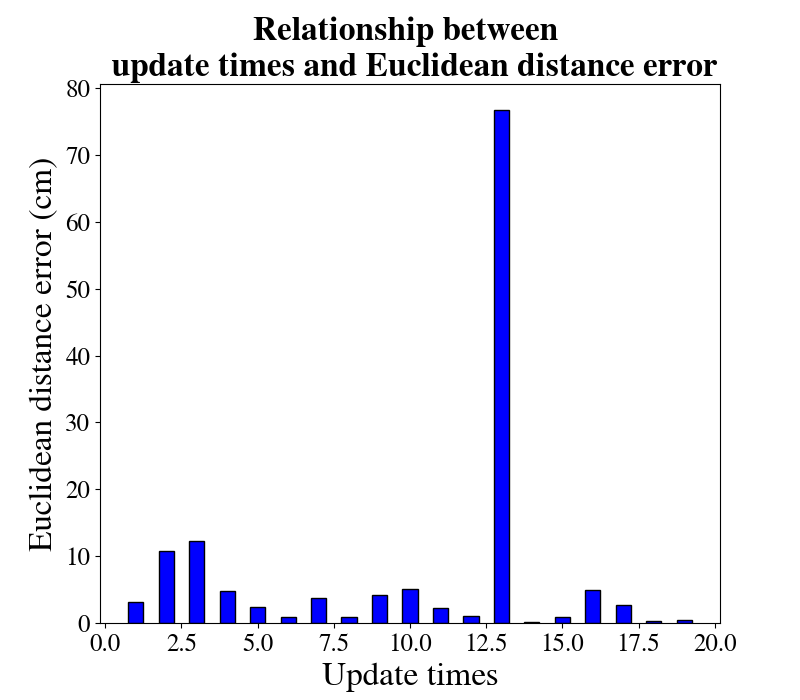 Relationship between
update times and Euclidean distance error
Euclidean distance error (cm)
80
70
60
50
40
30
20
10
0
0.0 2.5 5.0 7.5 10.0 12.5 15.0 17.5 20.0
Update times